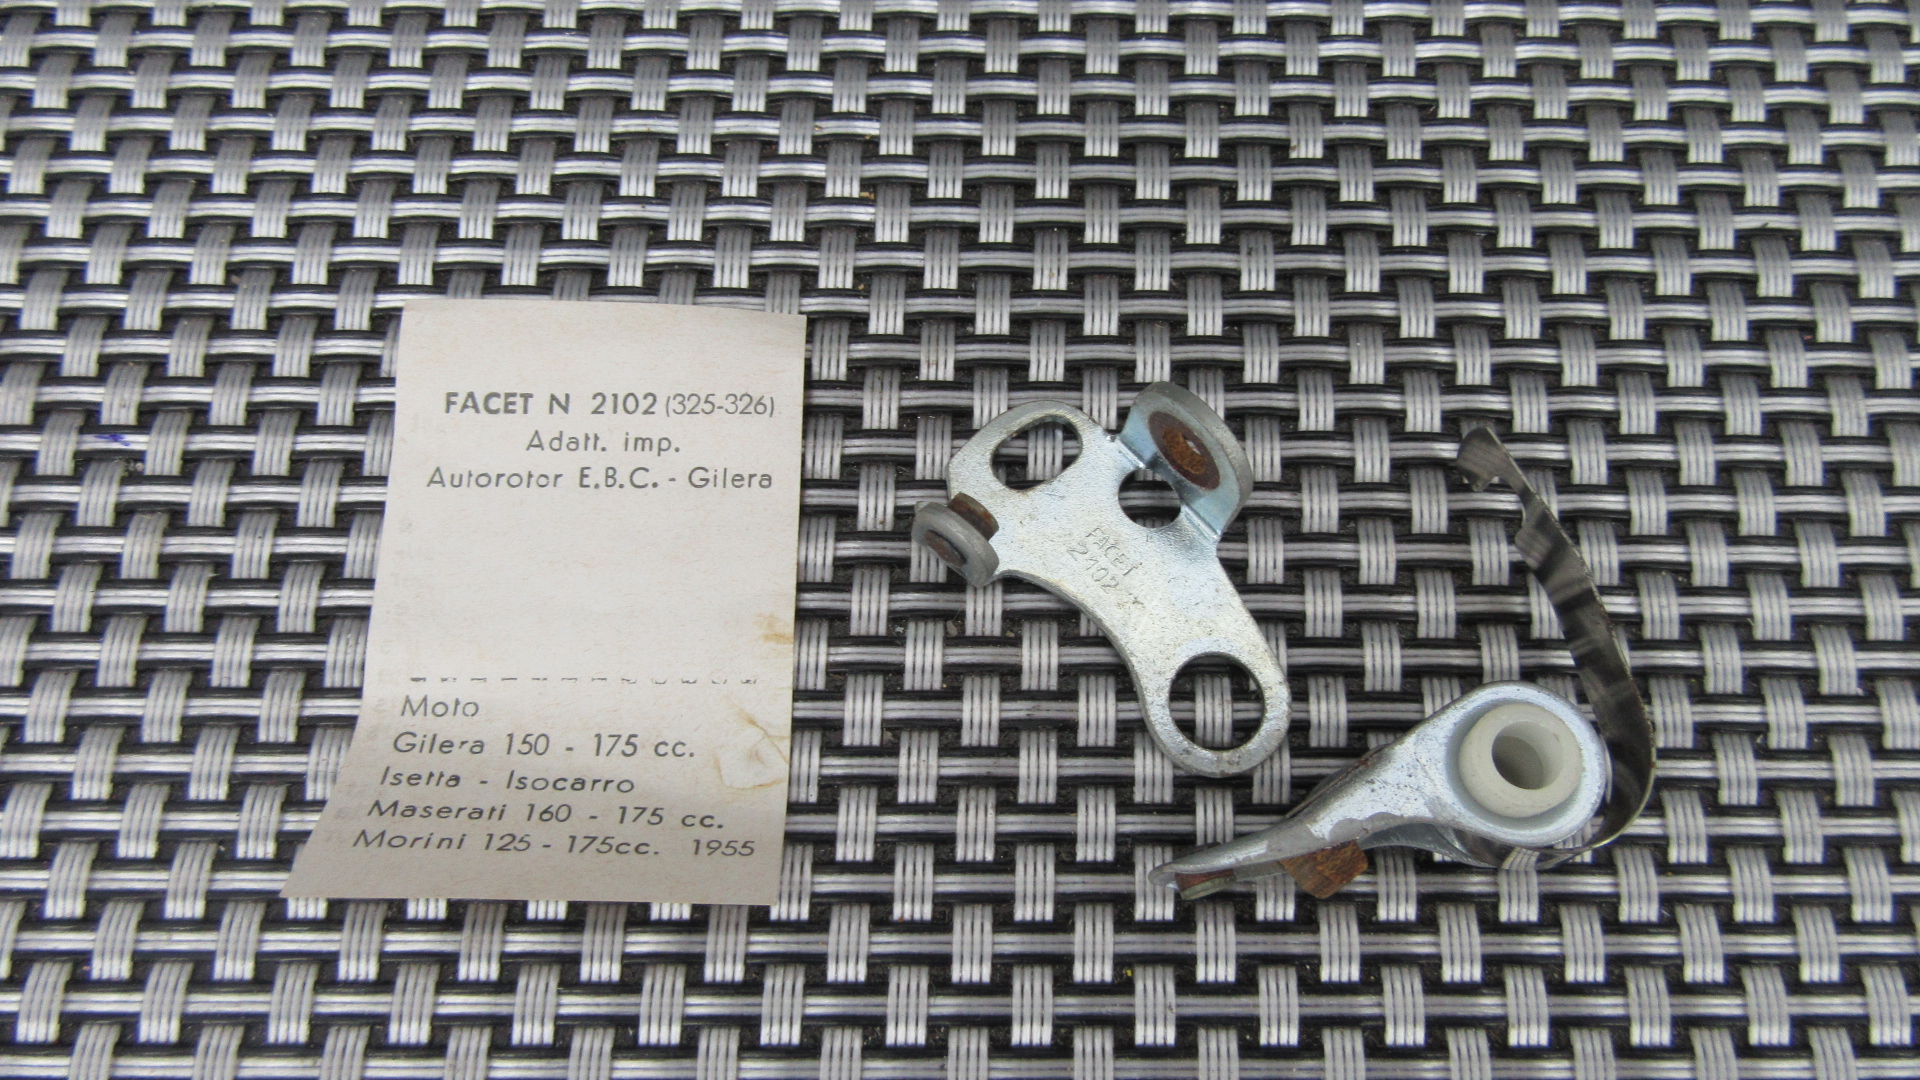 FACET N 2102 (325-326)
Adatt. imp.
Autorotor E.B.C. - Gilera
Moto
Gilera 150 - 175 cc.
Isetta - Isocarro
Maserati 160 - 175 cc.
Morini 125 - 175cc. 1955
FACET
2102